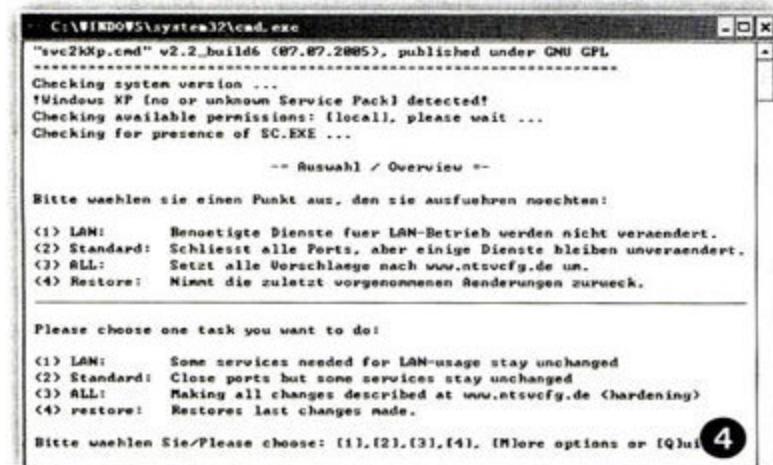 C:\WINDOWS\system32\cmd.exe
"svc2kXp.cmd" v2.2_build6 (07.07.2005), published under GNU GPL
Checking system version ...
!Windows XP [no or unknown Service Pack] detected!
Checking available permissions: [local], please wait ...
Checking for presence of SC.EXE ...
-= Auswahl / Overview =-
Bitte waehlen sie einen Punkt aus, den sie ausfuehren moechten:
(1) LAN: Benoetigte Dienste fuer LAN-Betrieb werden nicht veraendert.
(2) Standard: Schliesst alle Ports, aber einige Dienste bleiben unveraendert.
(3) ALL: Setzt alle Vorschlaege nach www.ntsvcfg.de um.
(4) Restore: Nimmt die zuletzt vorgenommenen Aenderungen zurueck.
Please choose one task you want to do:
(1) LAN: Some services needed for LAN-usage stay unchanged
(2) Standard: Close ports but some services stay unchanged
(3) ALL: Making all changes described at www.ntsvcfg.de (hardening)
(4) restore: Restores last changes made.
Bitte waehlen Sie/Please choose: [1],[2],[3],[4], [M]ore options or [Q]ui
4